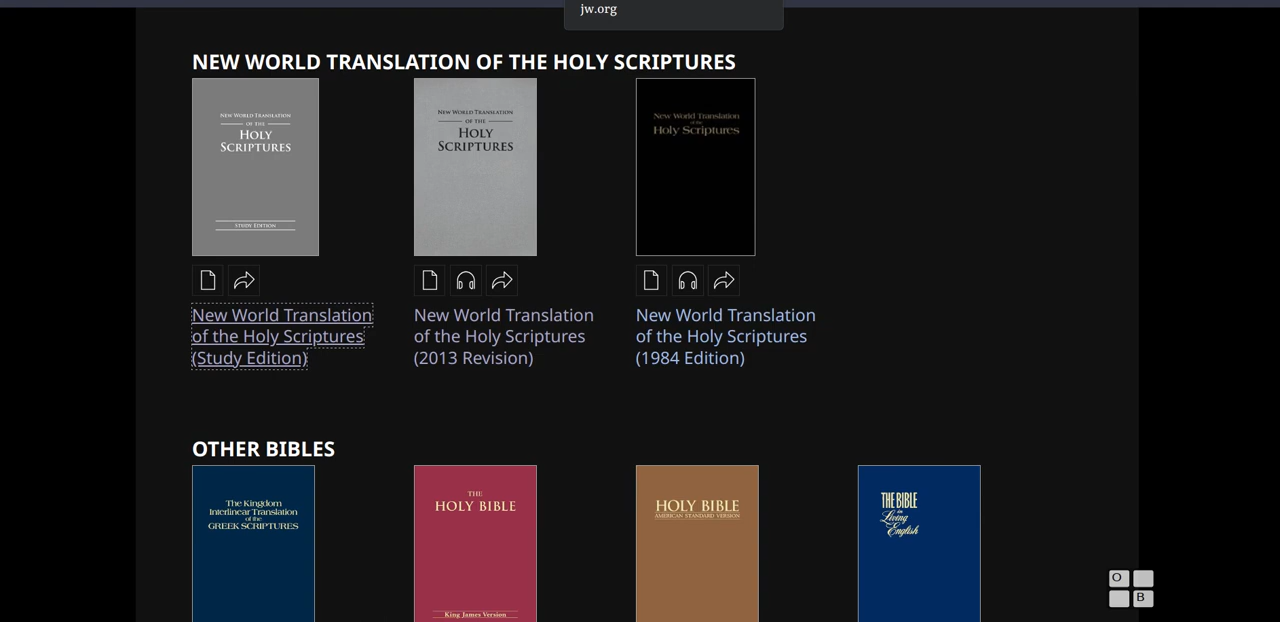 jw.org
NEW WORLD TRANSLATION OF THE HOLY SCRIPTURES
NEW WORLD TRANSLATION
OF THE
HOLY
SCRIPTURES
STUDY EDITION
NEW WORLD TRANSLATION
OF THE
HOLY
SCRIPTURES
New World Translation
of the
Holy Scriptures
New World Translation
of the Holy Scriptures
(Study Edition)
New World Translation
of the Holy Scriptures
(2013 Revision)
New World Translation
of the Holy Scriptures
(1984 Edition)
OTHER BIBLES
The Kingdom
Interlinear Translation
of the
GREEK SCRIPTURES
THE
HOLY BIBLE
King James Version
HOLY BIBLE
AMERICAN STANDARD VERSION
THE BIBLE
in
Living
English
O
B